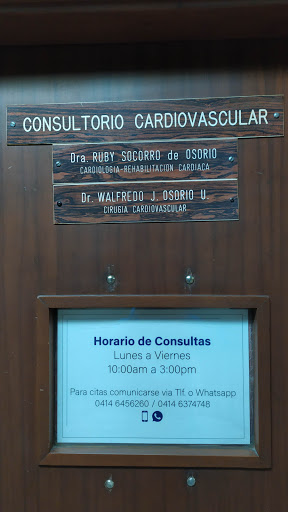 CONSULTORIO CARDIOVASCULAR
Dra. RUBY SOCORRO de OSORIO
CARDIOLOGIA-REHABILITACION CARDIACA
Dr. WALFREDO J. OSORIO U.
CIRUGIA CARDIOVASCULAR
Horario de Consultas
Lunes a Viernes
10:00am a 3:00pm
Para citas comunicarse via Tlf. o Whatsapp
0414 6456260 / 0414 6374748